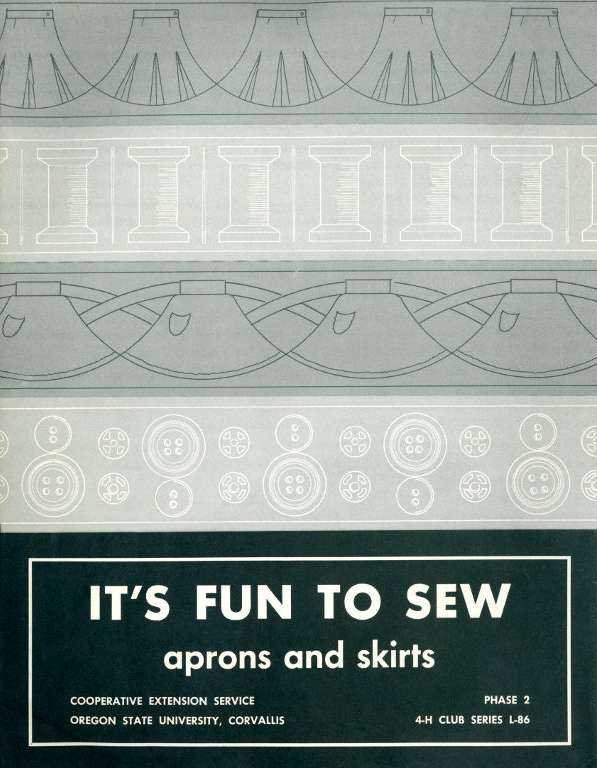 IT'S FUN TO SEW
aprons and skirts
COOPERATIVE EXTENSION SERVICE
OREGON STATE UNIVERSITY, CORVALLIS
PHASE 2
4-H CLUB SERIES L-86